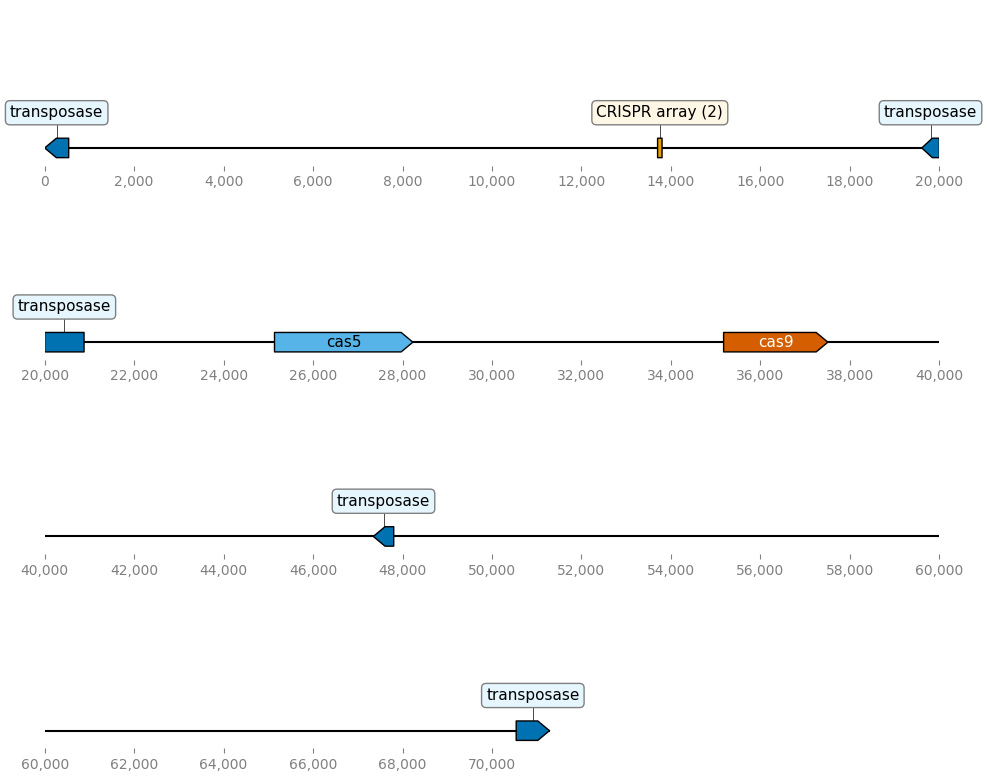 transposase CRISPR array (2) transposase
0 2,000 4,000 6,000 8,000 10,000 12,000 14,000 16,000 18,000 20,000
transposase
cas5 cas9
20,000 22,000 24,000 26,000 28,000 30,000 32,000 34,000 36,000 38,000 40,000
transposase
40,000 42,000 44,000 46,000 48,000 50,000 52,000 54,000 56,000 58,000 60,000
transposase
60,000 62,000 64,000 66,000 68,000 70,000